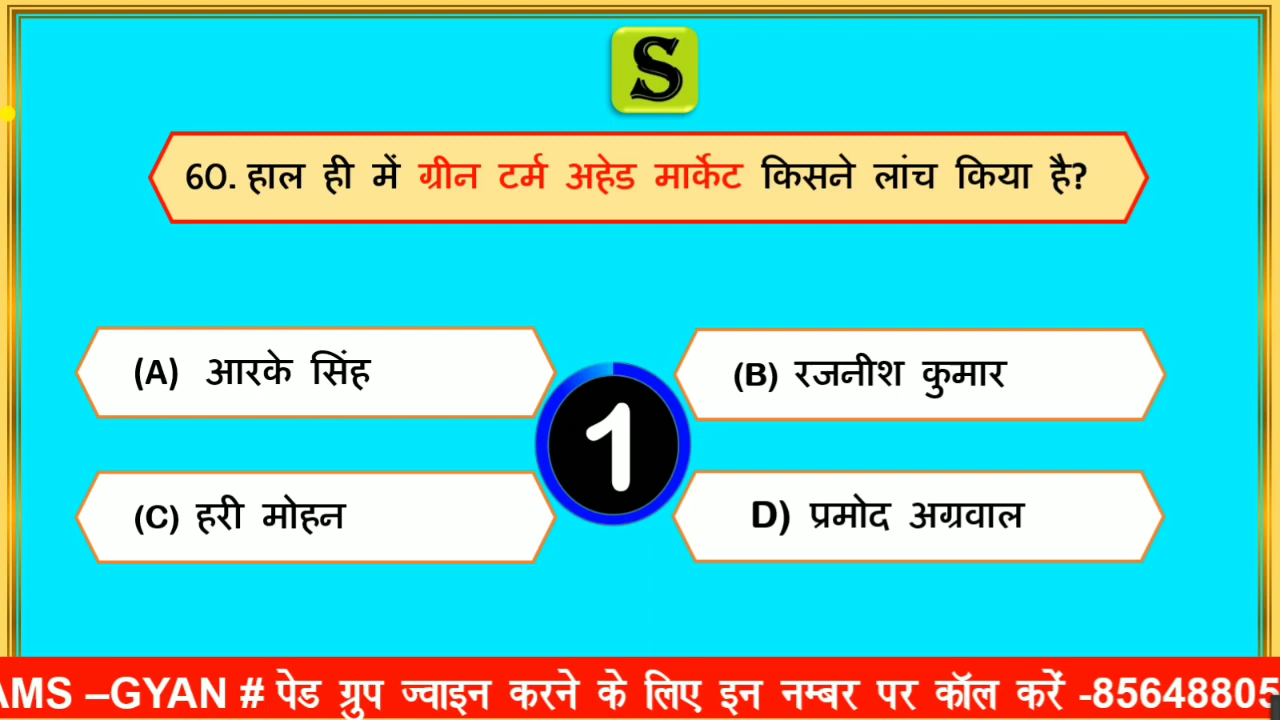 S
60. हाल ही में ग्रीन टर्म अहेड मार्केट किसने लांच किया है?
(A) आरके सिंह
(B) रजनीश कुमार
1
(C) हरी मोहन
D) प्रमोद अग्रवाल
AMS –GYAN # पेड ग्रुप ज्वाइन करने के लिए इन नम्बर पर कॉल करें -85648805